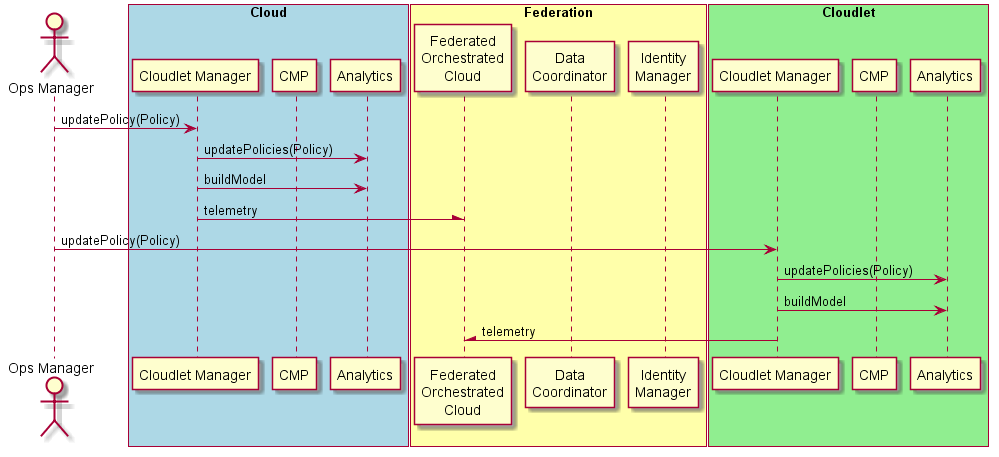 Cloud
Federation
Cloudlet
Ops Manager
Cloudlet Manager
CMP
Analytics
Federated
Orchestrated
Cloud
Data
Coordinator
Identity
Manager
Cloudlet Manager
CMP
Analytics
updatePolicy(Policy)
updatePolicies(Policy)
buildModel
telemetry
updatePolicy(Policy)
updatePolicies(Policy)
buildModel
telemetry
Ops Manager
Cloudlet Manager
CMP
Analytics
Federated
Orchestrated
Cloud
Data
Coordinator
Identity
Manager
Cloudlet Manager
CMP
Analytics